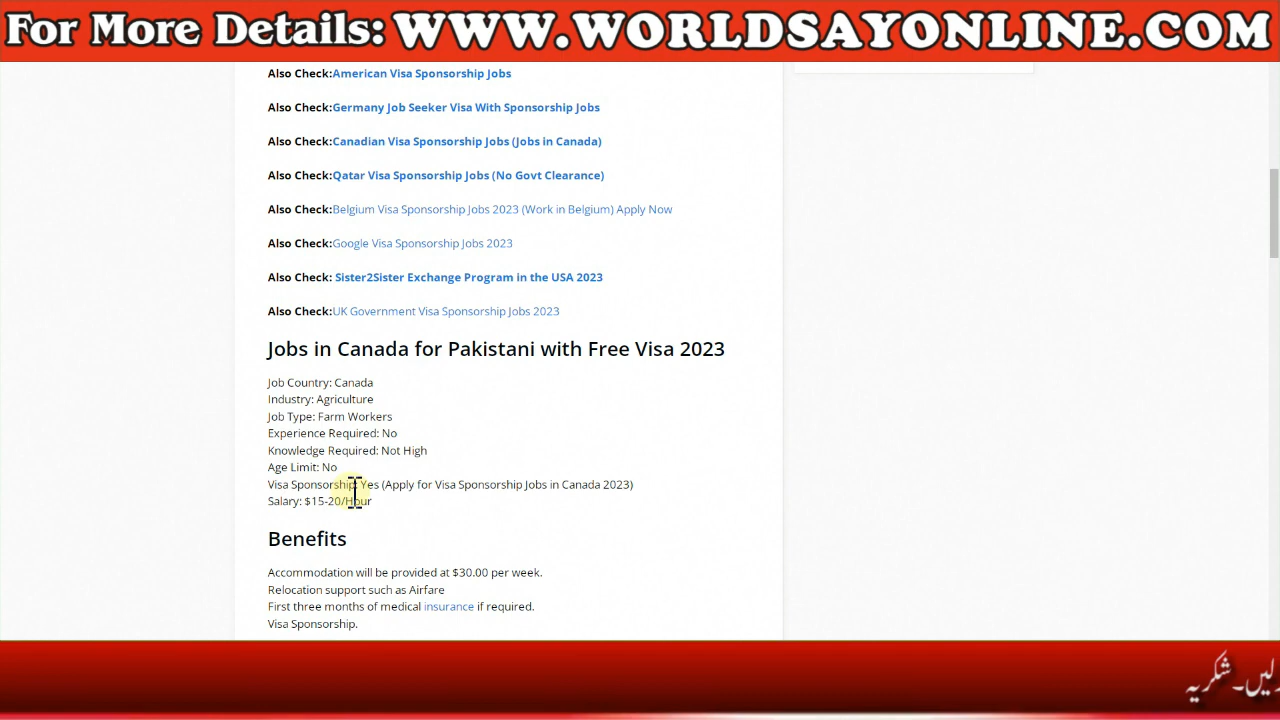 For More Details: WWW.WORLDSAYONLINE.COM
Also Check:American Visa Sponsorship Jobs
Also Check:Germany Job Seeker Visa With Sponsorship Jobs
Also Check:Canadian Visa Sponsorship Jobs (Jobs in Canada)
Also Check:Qatar Visa Sponsorship Jobs (No Govt Clearance)
Also Check:Belgium Visa Sponsorship Jobs 2023 (Work in Belgium) Apply Now
Also Check:Google Visa Sponsorship Jobs 2023
Also Check: Sister2Sister Exchange Program in the USA 2023
Also Check:UK Government Visa Sponsorship Jobs 2023
Jobs in Canada for Pakistani with Free Visa 2023
Job Country: Canada
Industry: Agriculture
Job Type: Farm Workers
Experience Required: No
Knowledge Required: Not High
Age Limit: No
Visa Sponsorship: Yes (Apply for Visa Sponsorship Jobs in Canada 2023)
Salary: $15-20/Hour
Benefits
Accommodation will be provided at $30.00 per week.
Relocation support such as Airfare
First three months of medical insurance if required.
Visa Sponsorship.
لیں۔ شکریہ